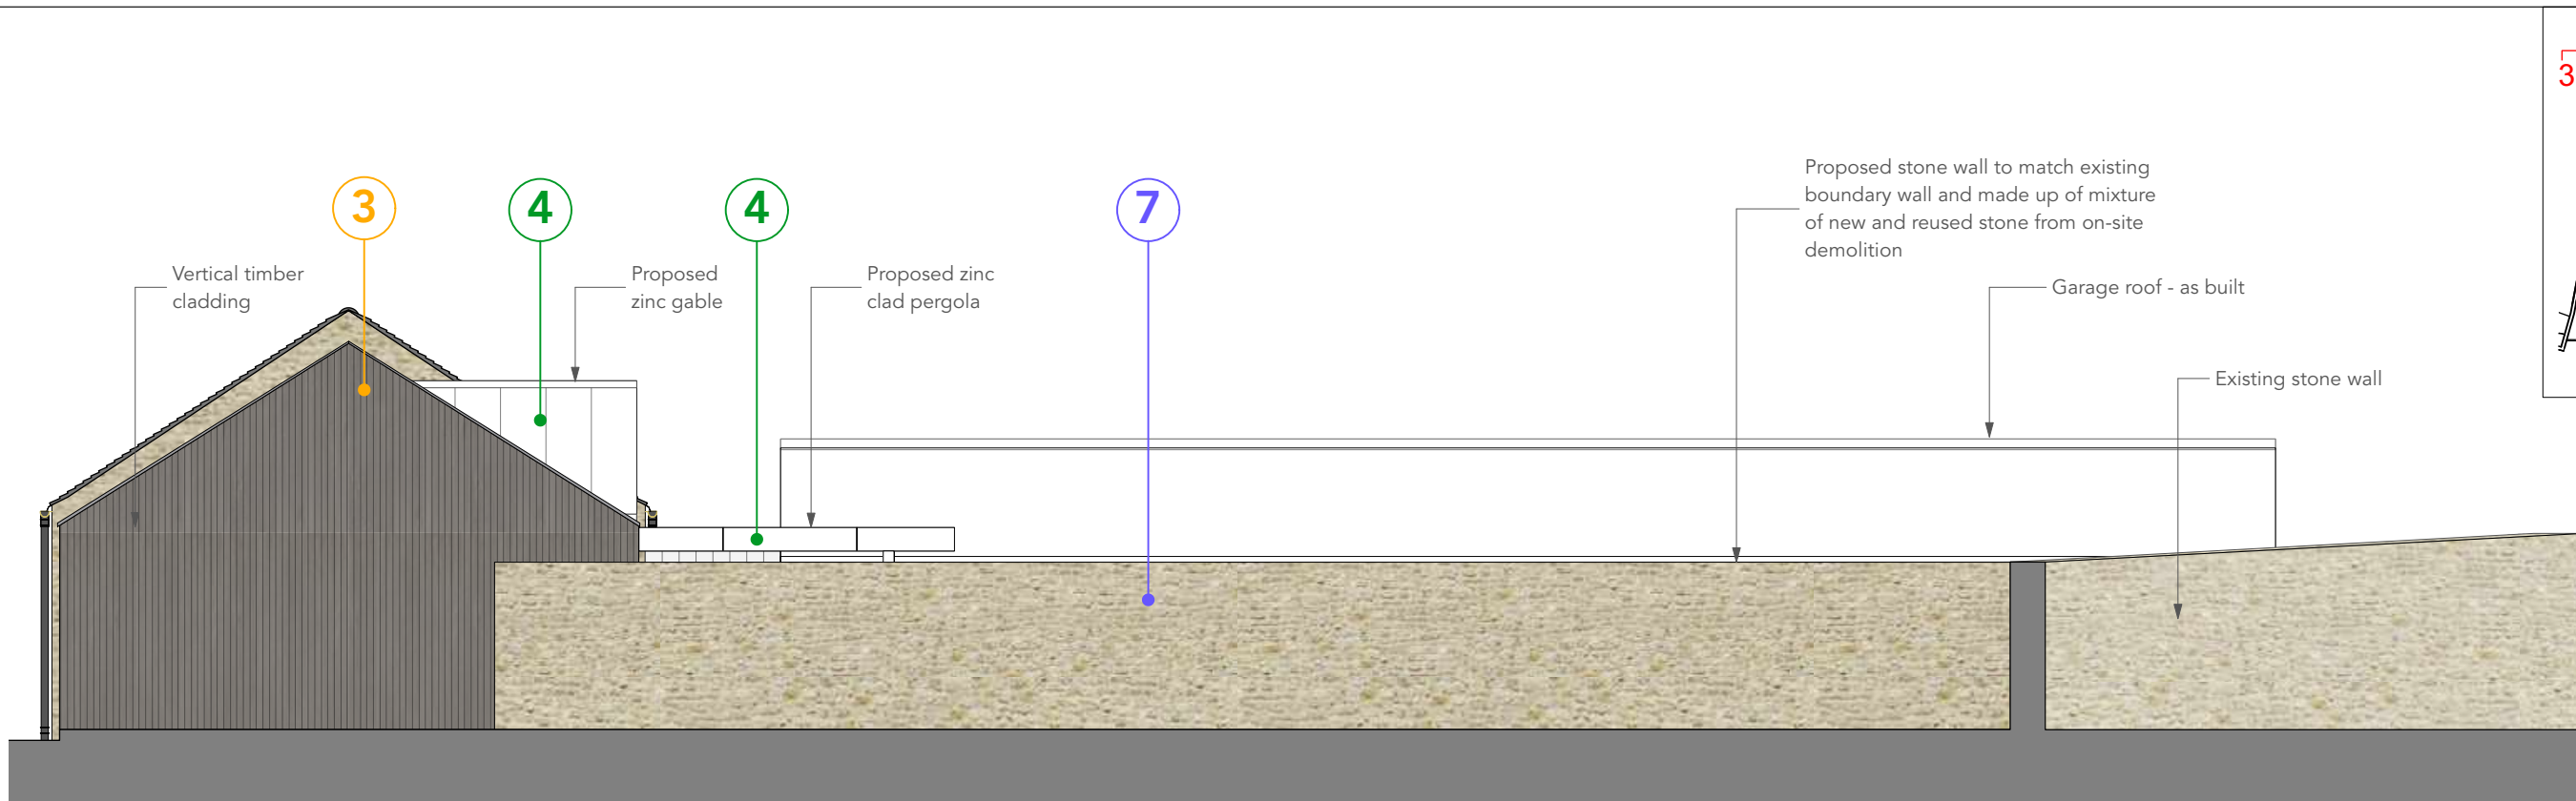 3
3
4
4
7
Proposed stone wall to match existing
boundary wall and made up of mixture
of new and reused stone from on-site
demolition
Vertical timber
cladding
Proposed
zinc gable
Proposed zinc
clad pergola
Garage roof - as built
Existing stone wall